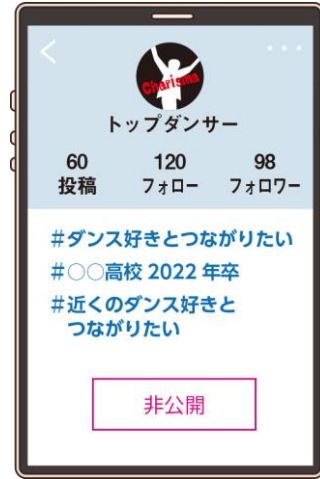 Charisma
トップダンサー
60 120 98
投稿 フォロー フォロワー
#ダンス好きとつながりたい
#○○高校 2022 年卒
#近くのダンス好きと
つながりたい
非公開